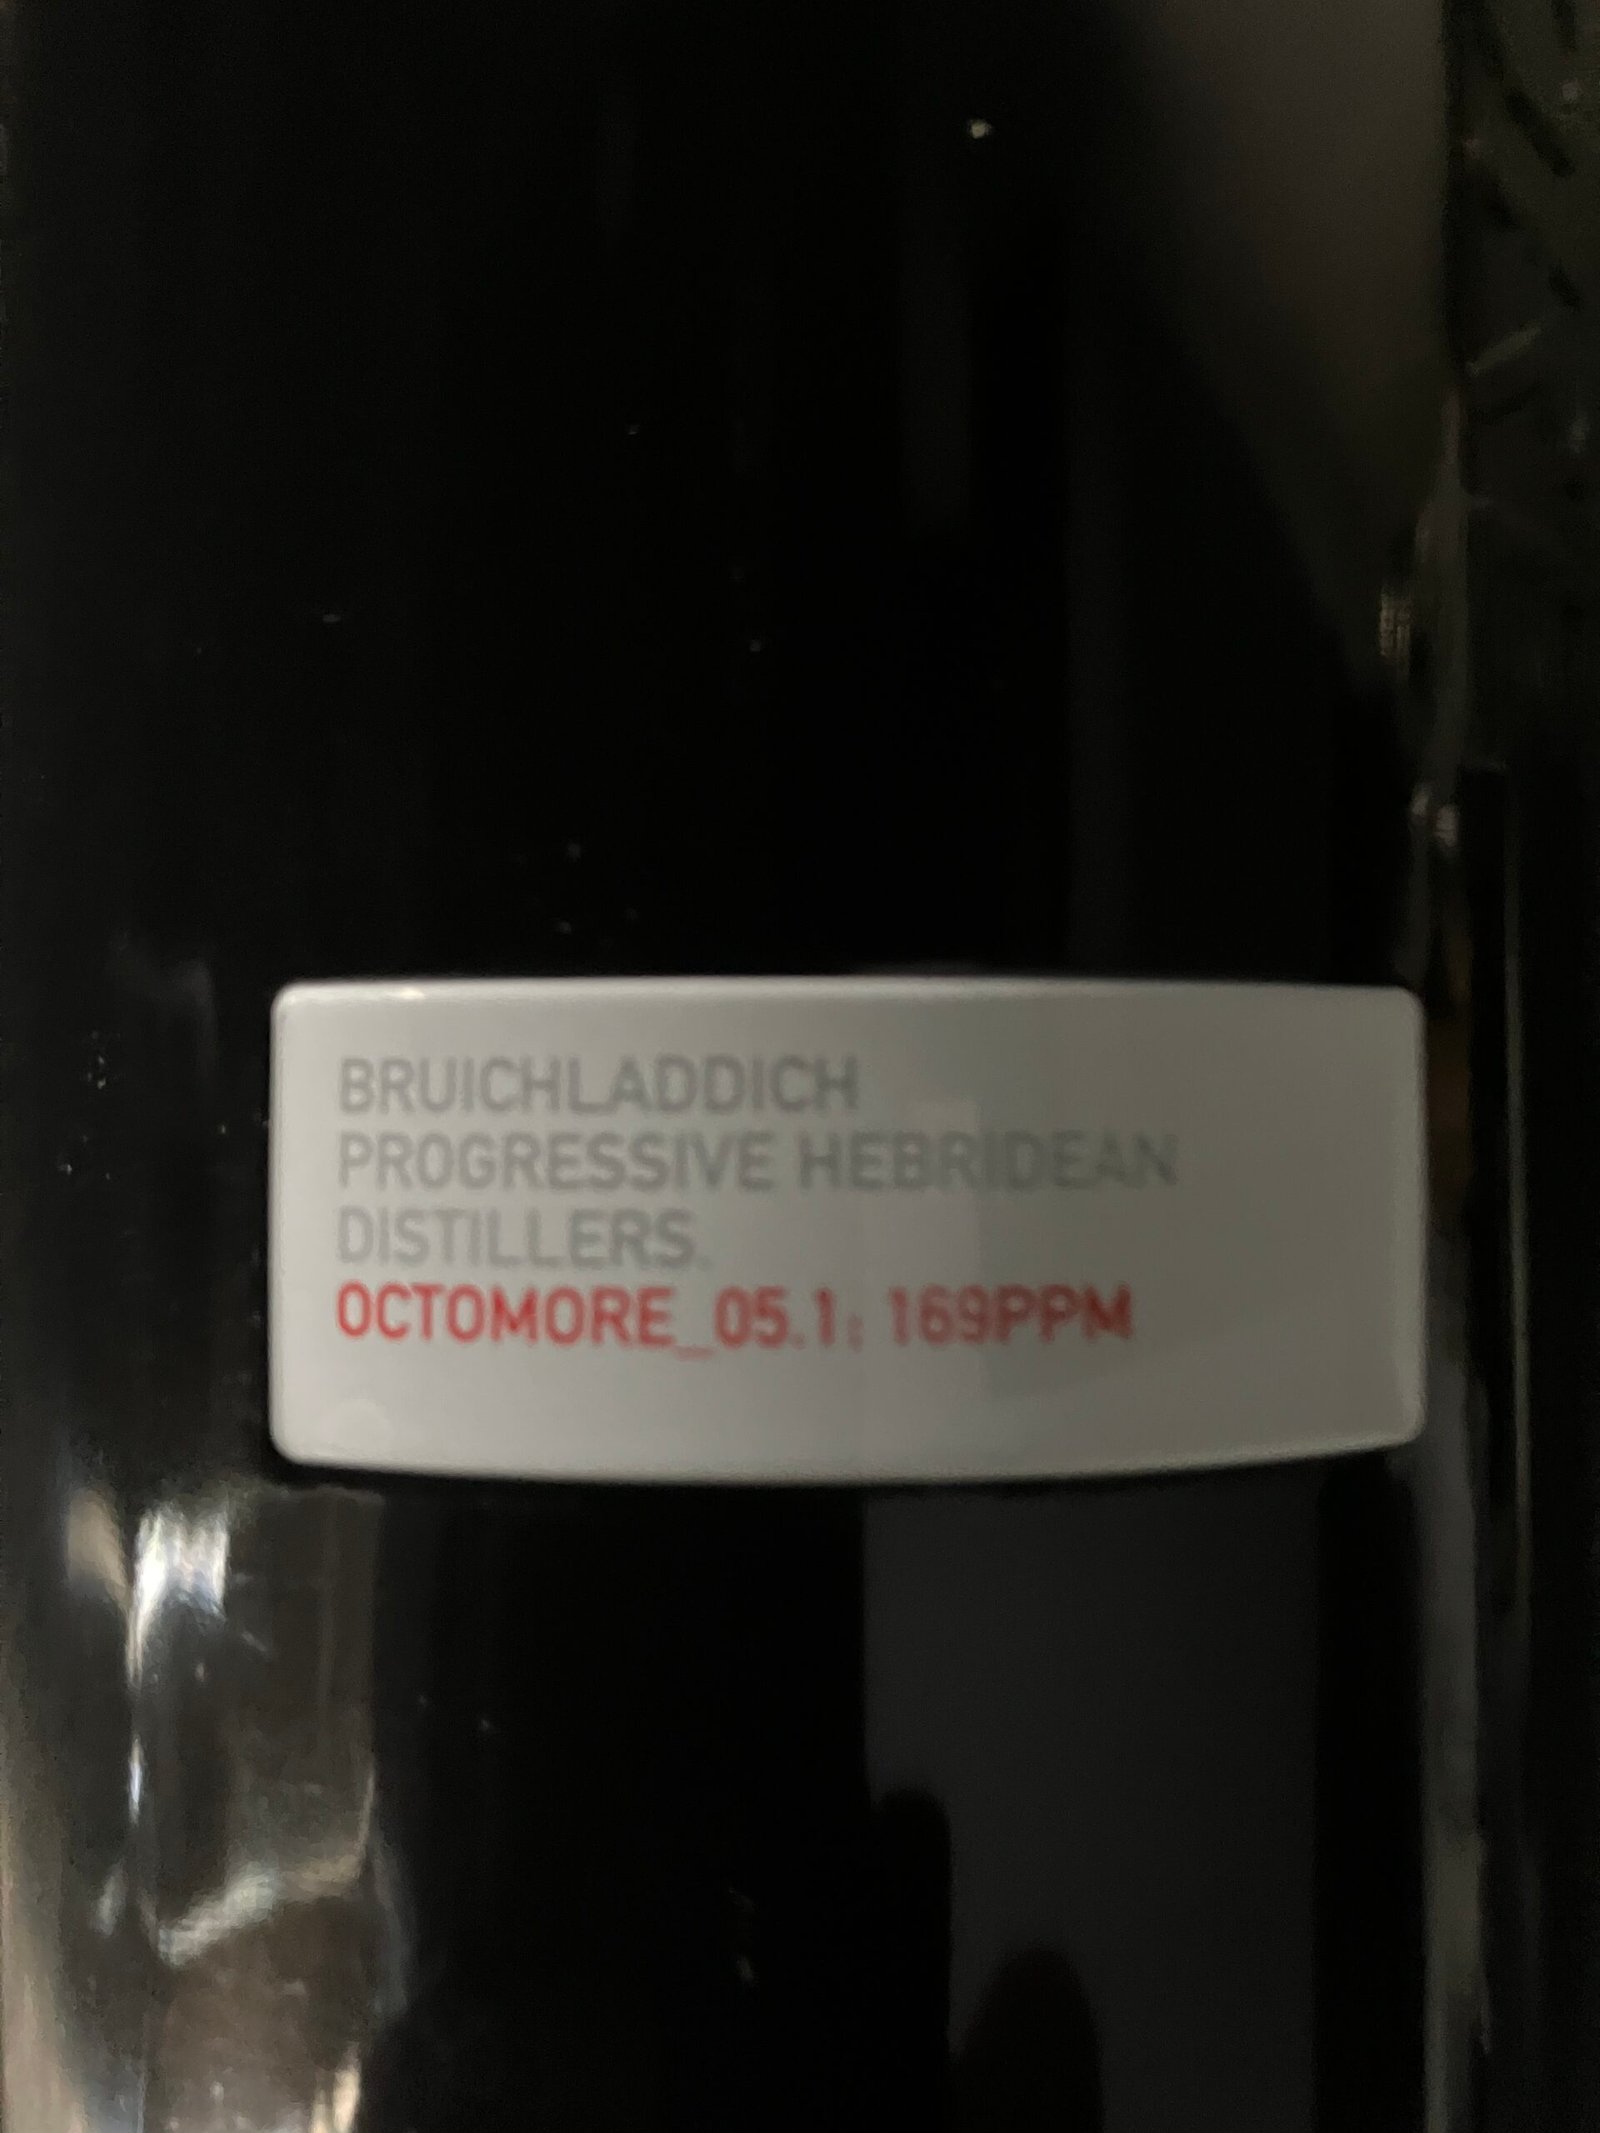 BRUICHLADDICH
PROGRESSIVE HEBRIDEAN
DISTILLERS.
OCTOMORE_05.1: 169PPM